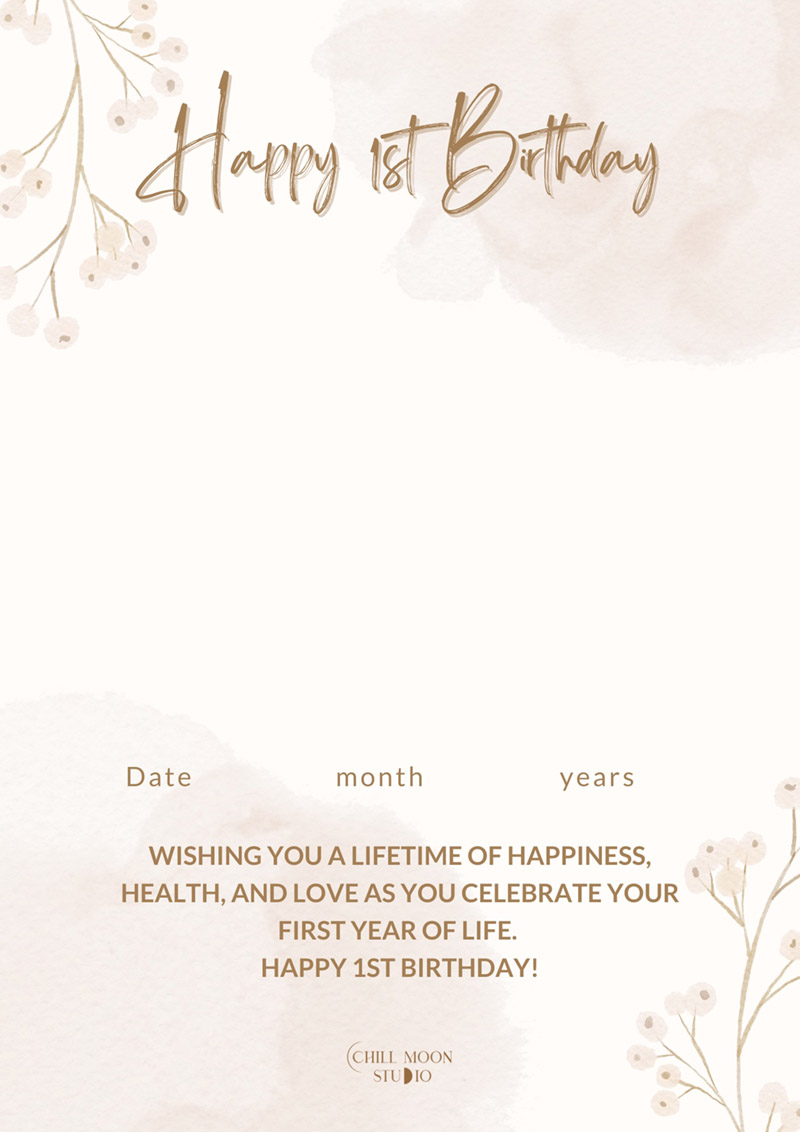 Happy 1st Birthday
Date month years
WISHING YOU A LIFETIME OF HAPPINESS,
HEALTH, AND LOVE AS YOU CELEBRATE YOUR
FIRST YEAR OF LIFE.
HAPPY 1ST BIRTHDAY!
CHILL MOON
STUDIO